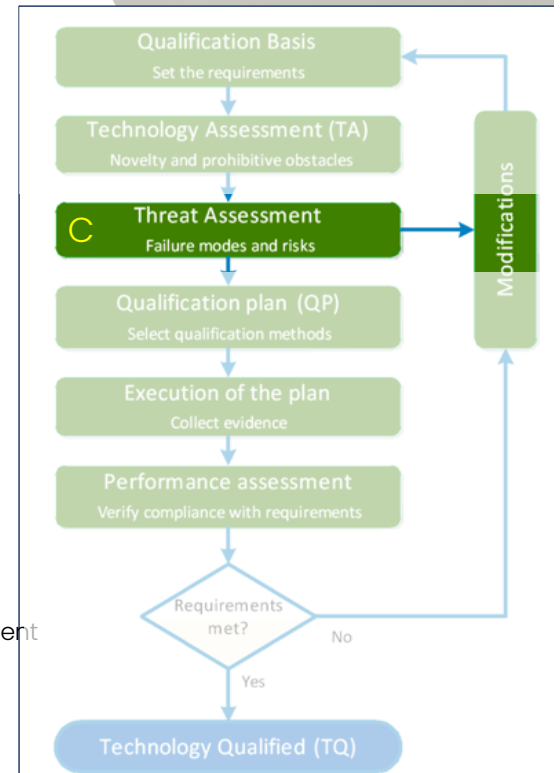 Qualification Basis
Set the requirements
Technology Assessment (TA)
Novelty and prohibitive obstacles
C
Threat Assessment
Failure modes and risks
Modifications
Qualification plan (QP)
Select qualification methods
Execution of the plan
Collect evidence
Performance assessment
Verify compliance with requirements
Requirements
met?
ent
No
Yes
Technology Qualified (TQ)